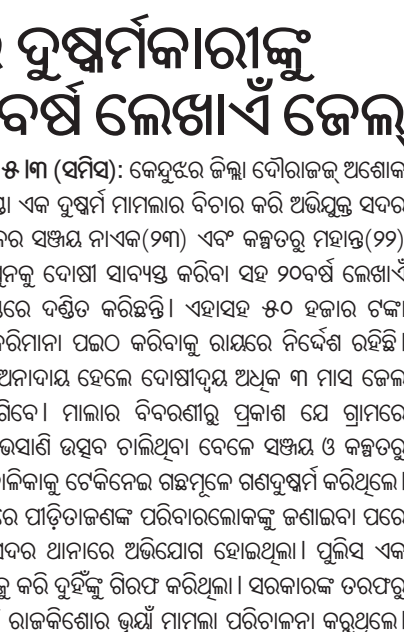 ଦୁଷ୍କର୍ମକାରୀଙ୍କୁ
ବର୍ଷ ଲେଖାଏଁ ଜେଲ୍
୫।୩ (ସମିସ): କେନ୍ଦୁଝର ଜିଲ୍ଲା ଦୌରାଜଜ୍ ଅଶୋକ
ଏକ ଦୁଷ୍କର୍ମ ମାମଲାର ବିଚାର କରି ଅଭିଯୁକ୍ତ ସଦର
ସଞ୍ଜୟ ନାଏକ(୨୩) ଏବଂ କଳ୍ପତରୁ ମହାନ୍ତ(୨୨)
ଦୋଷୀ ସାବ୍ୟସ୍ତ କରିବା ସହ ୨୦ବର୍ଷ ଲେଖାଏଁ
ଦଣ୍ଡିତ କରିଛନ୍ତି। ଏହାସହ ୫୦ ହଜାର ଟଙ୍କା
ପଇଠ କରିବାକୁ ରାୟରେ ନିର୍ଦ୍ଦେଶ ରହିଛି।
ଅନାଦାୟ ହେଲେ ଦୋଷୀଦ୍ୱୟ ଅଧିକ ୩ ମାସ ଜେଲ
ମାଲାର ବିବରଣୀରୁ ପ୍ରକାଶ ଯେ ଗ୍ରାମରେ
ଭସାଣି ଉତ୍ସବ ଚାଲିଥିବା ବେଳେ ସଞ୍ଜୟ ଓ କଳ୍ପତରୁ
ଟେକିନେଇ ଗଛମୂଳେ ଗଣଦୁଷ୍କର୍ମ କରିଥିଲେ।
ପୀଡ଼ିତାଜଣଙ୍କ ପରିବାରଲୋକଙ୍କୁ ଜଣାଇବା ପରେ
ସଦର ଥାନାରେ ଅଭିଯୋଗ ହୋଇଥିଲା। ପୁଲିସ ଏକ
କରି ଦୁହିଁଙ୍କୁ ଗିରଫ କରିଥିଲା। ସରକାରଙ୍କ ତରଫରୁ
ରାଜକିଶୋର ଭୂୟାଁ ମାମଲା ପରିଚାଳନା କରୁଥିଲେ।